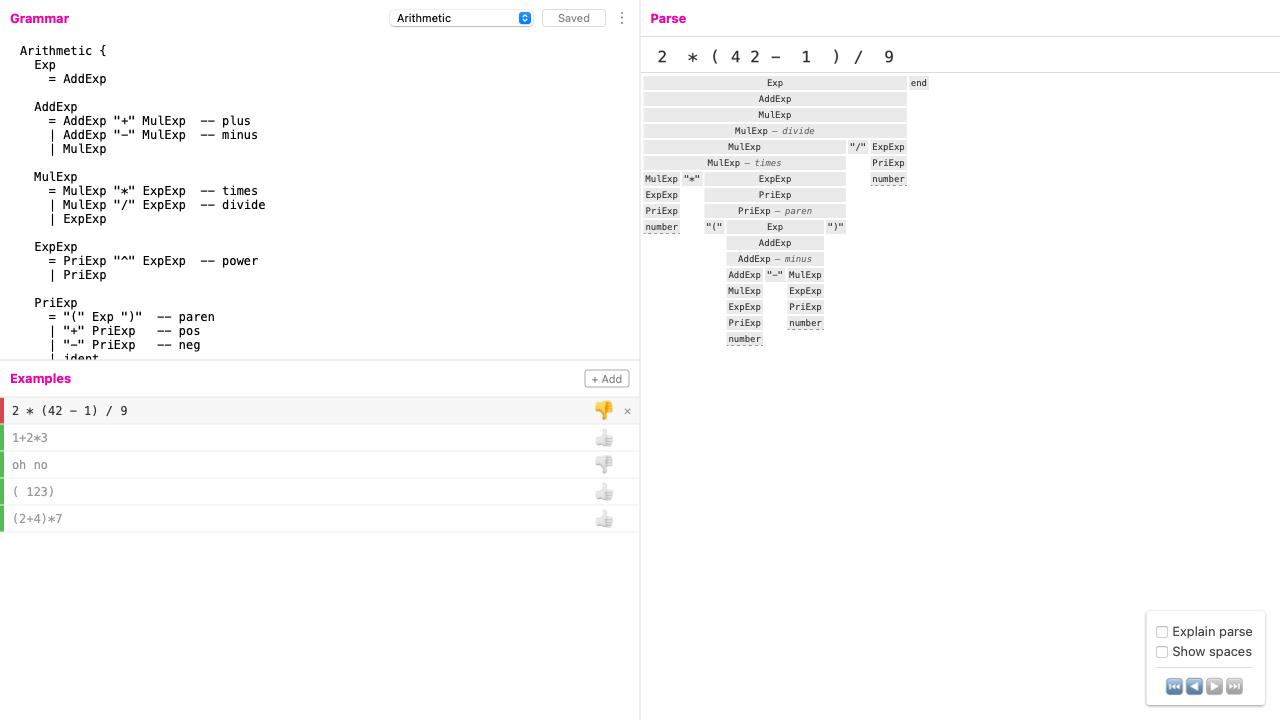 Grammar
Arithmetic
Saved
⋮
Arithmetic {
Exp
= AddExp
AddExp
= AddExp "+" MulExp -- plus
| AddExp "-" MulExp -- minus
| MulExp
MulExp
= MulExp "*" ExpExp -- times
| MulExp "/" ExpExp -- divide
| ExpExp
ExpExp
= PriExp "^" ExpExp -- power
| PriExp
PriExp
= "(" Exp ")" -- paren
| "+" PriExp -- pos
| "-" PriExp -- neg
| ident
Examples
+ Add
2 * (42 - 1) / 9 ×
1+2*3
oh no
( 123)
(2+4)*7
Parse
2 * ( 4 2 - 1 ) / 9
Exp end
AddExp
MulExp
MulExp – divide
MulExp "/" ExpExp
MulExp – times PriExp
MulExp "*" ExpExp number
ExpExp PriExp
PriExp PriExp – paren
number "(" Exp ")"
AddExp
AddExp – minus
AddExp "-" MulExp
MulExp ExpExp
ExpExp PriExp
PriExp number
number
Explain parse
Show spaces